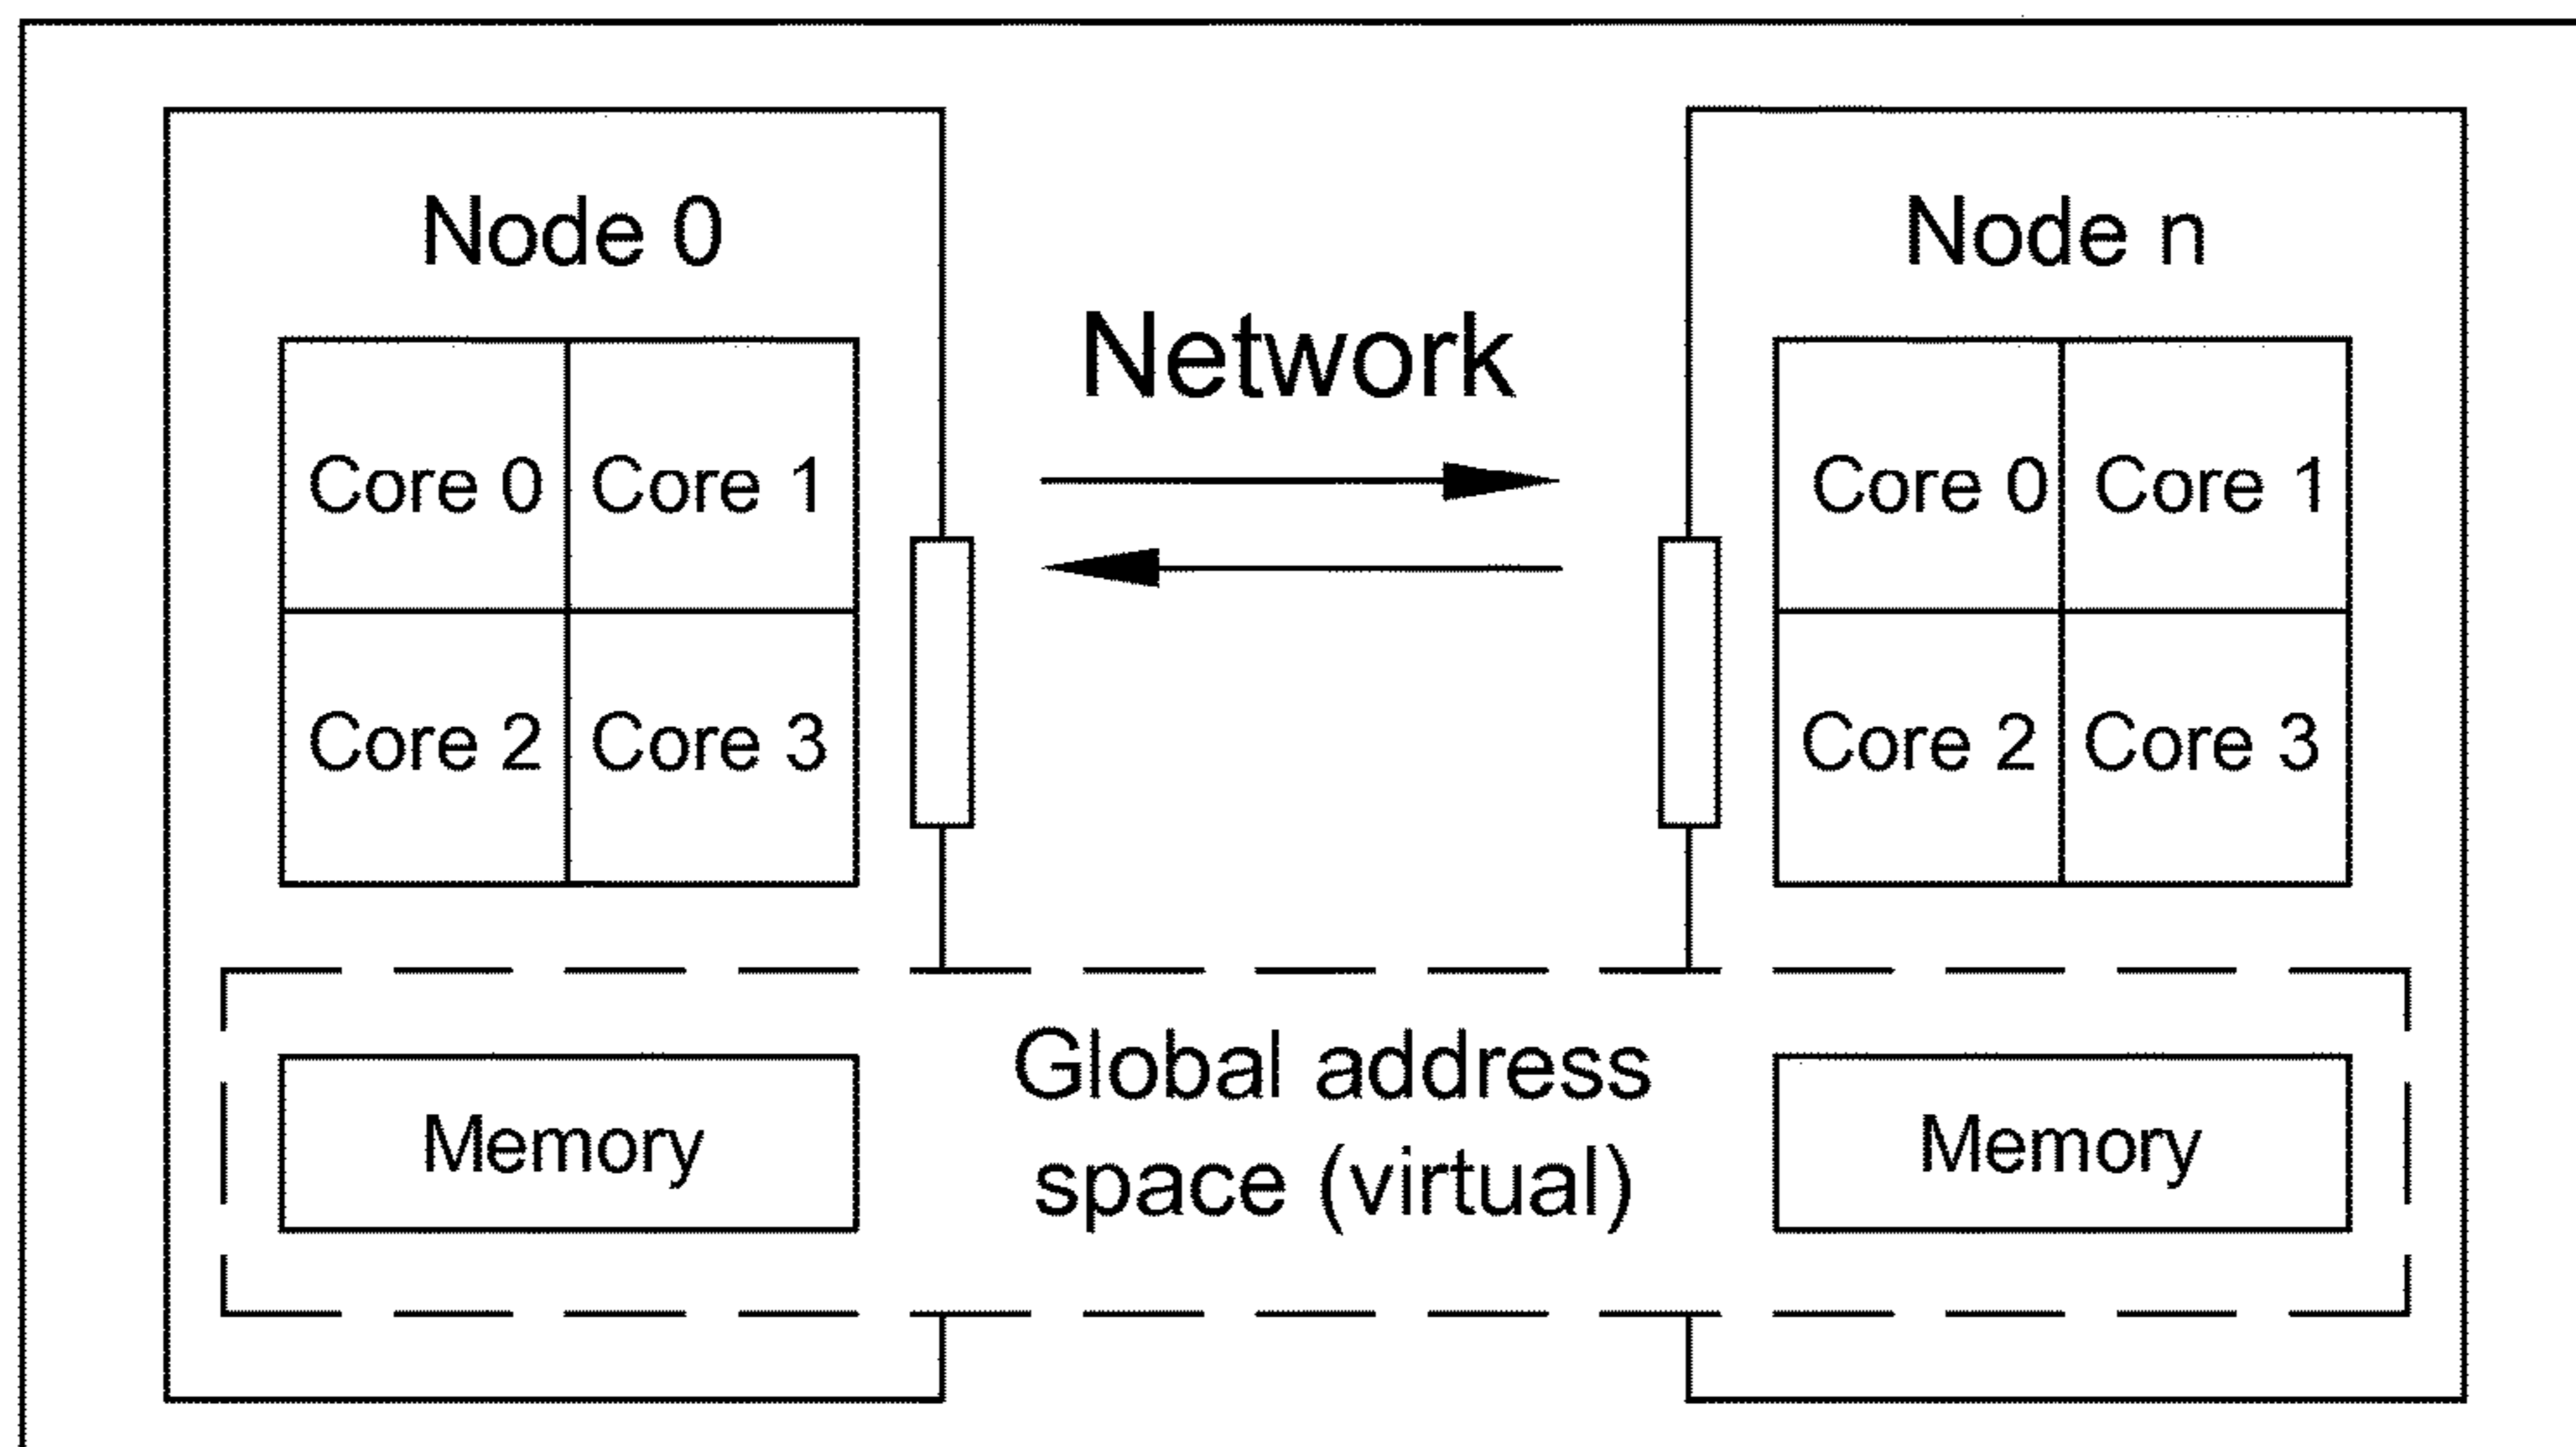 Node 0
Core 0
Core 1
Core 2
Core 3
Memory
Network
Global address
space (virtual)
Node n
Core 0
Core 1
Core 2
Core 3
Memory